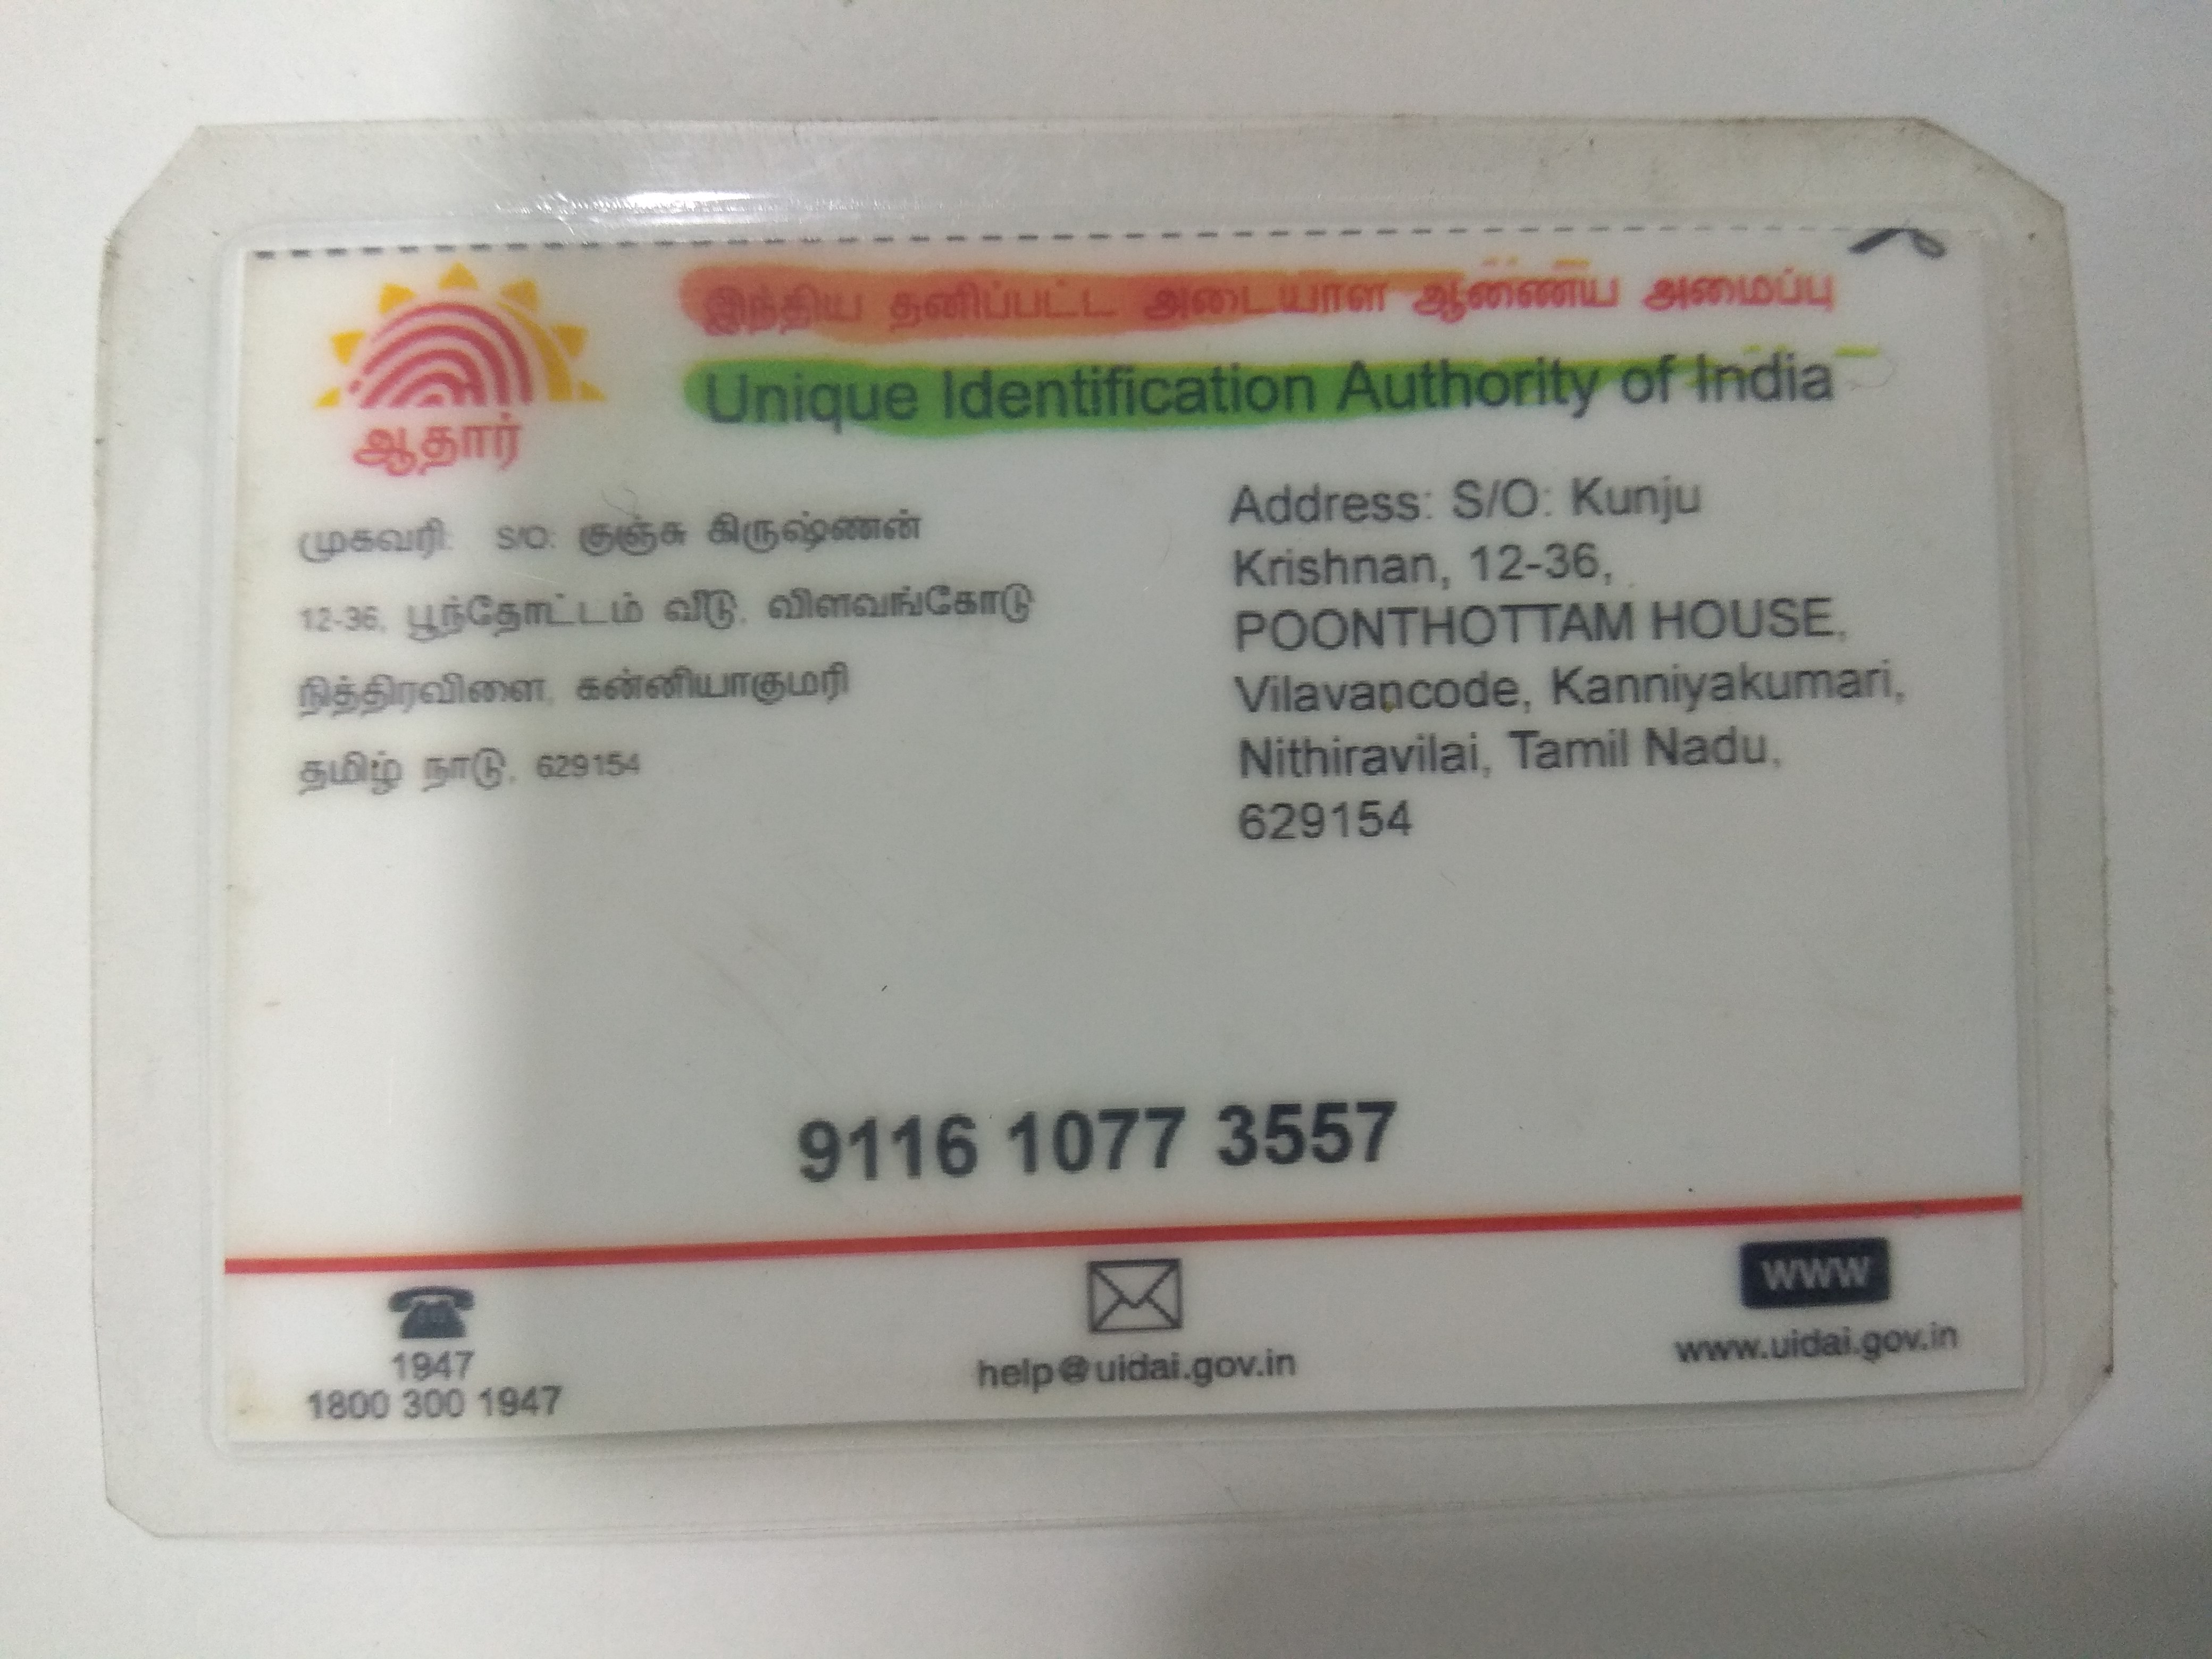 இந்திய தனிப்பட்ட அடையாள ஆணைய அமைப்பு
Unique Identification Authority of India
ஆதார்
முகவரி: S/O: குஞ்சு கிருஷ்ணன்
12-36, பூந்தோட்டம் வீடு, விளவங்கோடு
நித்திரவிளை, கன்னியாகுமரி
தமிழ் நாடு, 629154
Address: S/O: Kunju
Krishnan, 12-36,
POONTHOTTAM HOUSE,
Vilavancode, Kanniyakumari,
Nithiravilai, Tamil Nadu,
629154
9116 1077 3557
1947
1800 300 1947
help@uidai.gov.in
WWW
www.uidai.gov.in